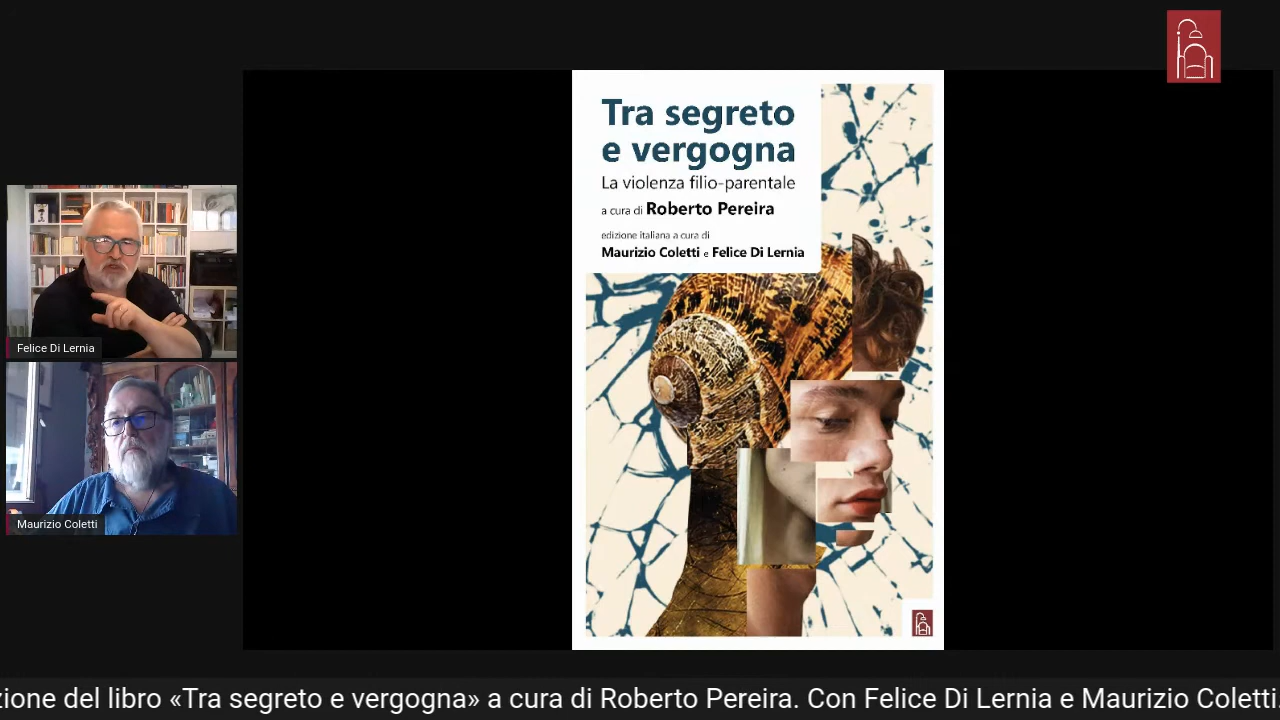 Tra segreto
e vergogna
La violenza filio-parentale
a cura di Roberto Pereira
edizione italiana a cura di
Maurizio Coletti e Felice Di Lernia
Felice Di Lernia
Maurizio Coletti
zione del libro «Tra segreto e vergogna» a cura di Roberto Pereira. Con Felice Di Lernia e Maurizio Coletti.